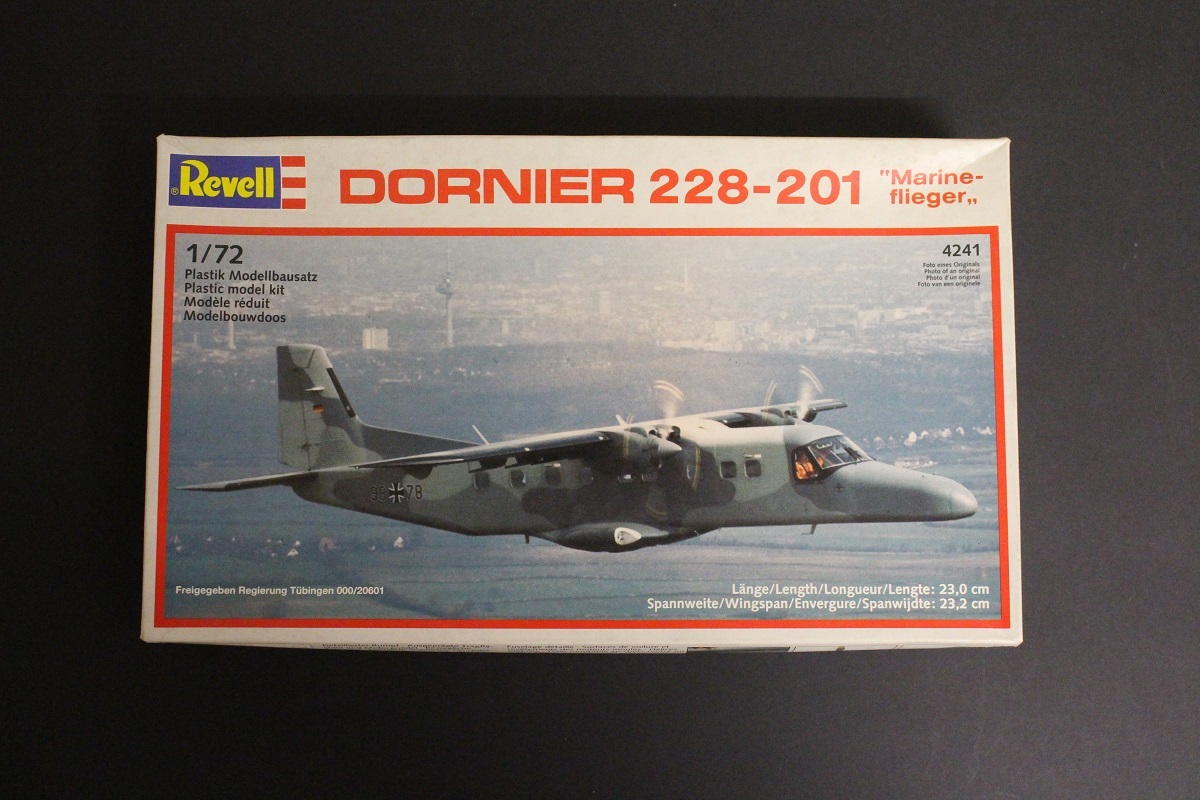 Revell
DORNIER 228-201 "Marine-
flieger„
1/72
Plastik Modellbausatz
Plastic model kit
Modèle réduit
Modelbouwdoos
4241
Foto eines Originals
Photo of an original
Photo d'un original
Foto van een originele
78
Freigegeben Regierung Tübingen 000/20601
Länge/Length/Longueur/Lengte: 23,0 cm
Spannweite/Wingspan/Envergure/Spanwijdte: 23,2 cm